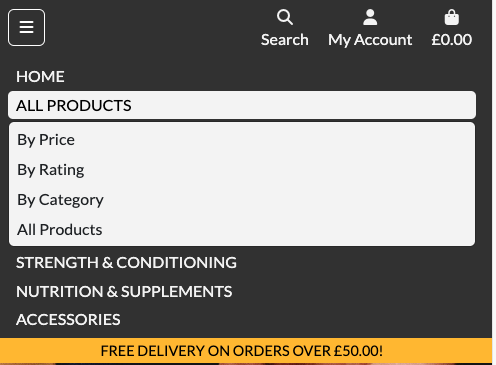 Search
My Account
£0.00
HOME
ALL PRODUCTS
By Price
By Rating
By Category
All Products
STRENGTH & CONDITIONING
NUTRITION & SUPPLEMENTS
ACCESSORIES
FREE DELIVERY ON ORDERS OVER £50.00!